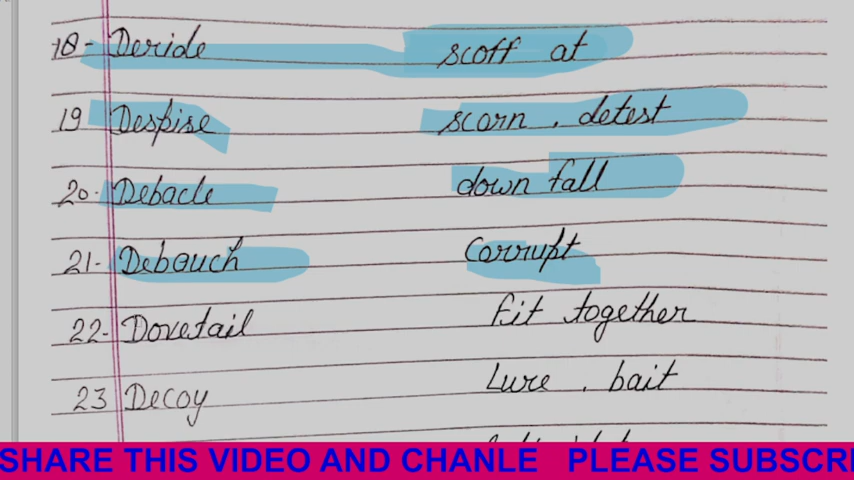 18- Deride scoff at
19 Despise scorn, detest
20- Debacle down fall
21- Debauch Corrupt
22- Dovetail Fit together
23 Decoy Lure, bait
SHARE THIS VIDEO AND CHANLE PLEASE SUBSCRI